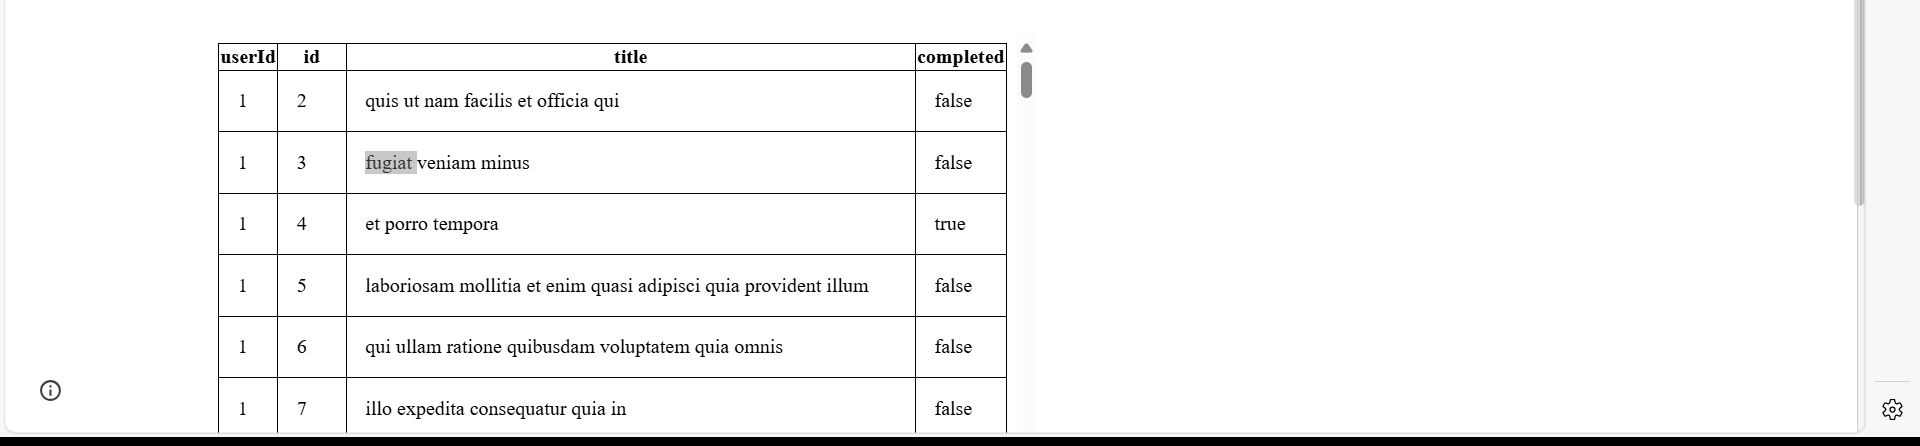 userId id title completed
1 2 quis ut nam facilis et officia qui false
1 3 fugiat veniam minus false
1 4 et porro tempora true
1 5 laboriosam mollitia et enim quasi adipisci quia provident illum false
1 6 qui ullam ratione quibusdam voluptatem quia omnis false
1 7 illo expedita consequatur quia in false